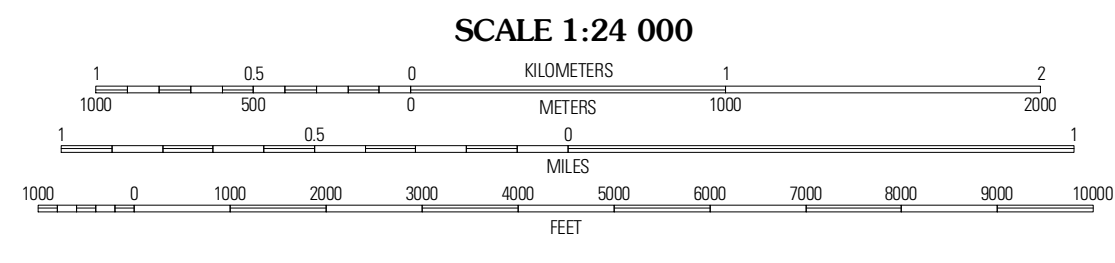 SCALE 1:24 000
1 0.5 0 KILOMETERS 1 2
1000 500 0 METERS 1000 2000
1 0.5 0 1
MILES
1000 0 1000 2000 3000 4000 5000 6000 7000 8000 9000 10000
FEET